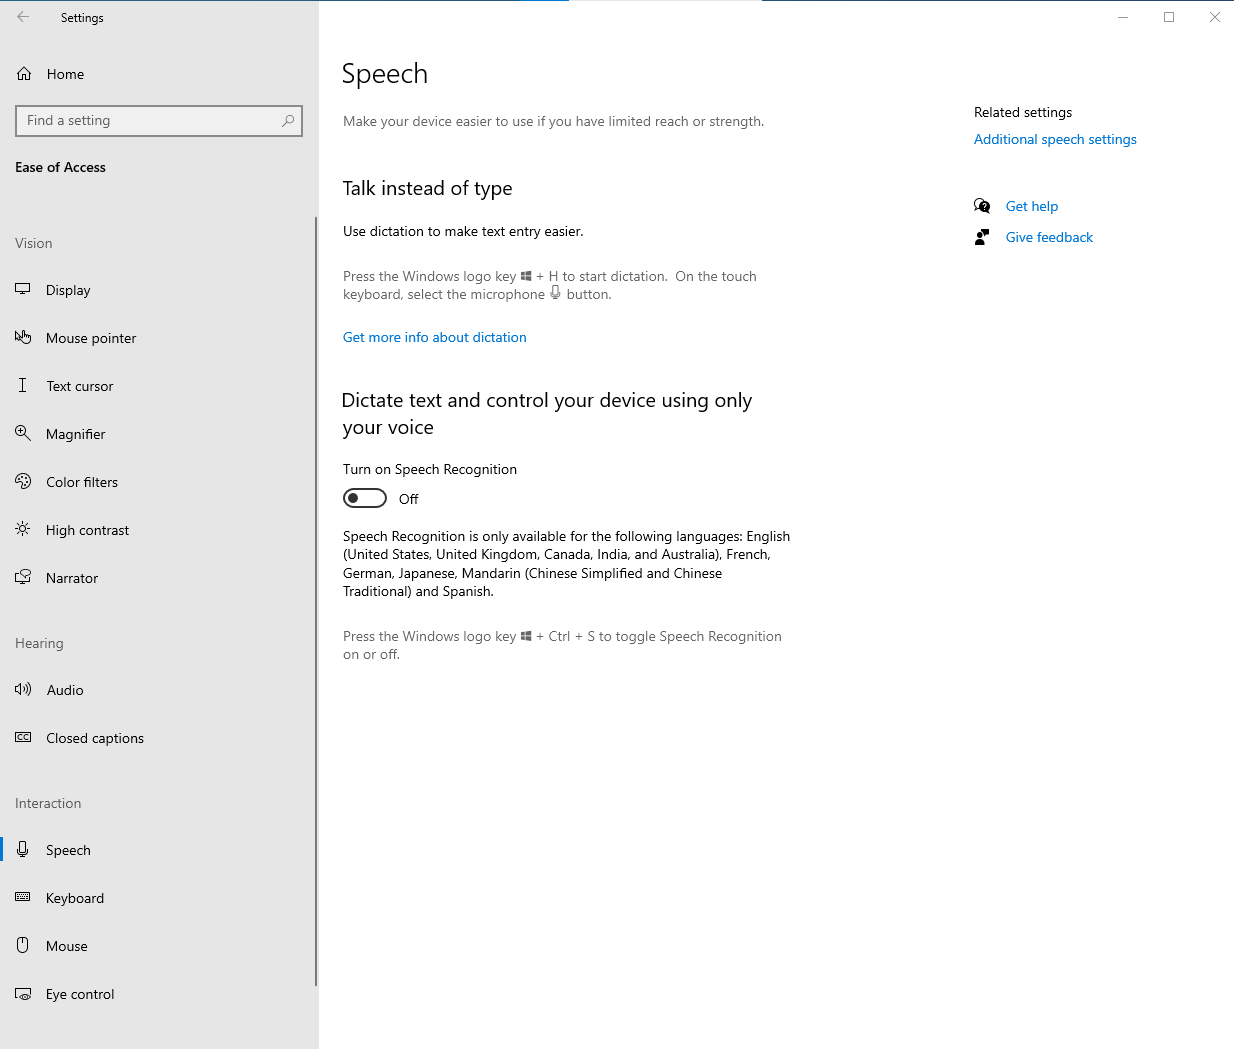 Settings
Home
Find a setting
Ease of Access
Vision
Display
Mouse pointer
Text cursor
Magnifier
Color filters
High contrast
Narrator
Hearing
Audio
Closed captions
Interaction
Speech
Keyboard
Mouse
Eye control
Speech
Make your device easier to use if you have limited reach or strength.
Talk instead of type
Use dictation to make text entry easier.
Press the Windows logo key + H to start dictation. On the touch
keyboard, select the microphone button.
Get more info about dictation
Dictate text and control your device using only
your voice
Turn on Speech Recognition
Off
Speech Recognition is only available for the following languages: English
(United States, United Kingdom, Canada, India, and Australia), French,
German, Japanese, Mandarin (Chinese Simplified and Chinese
Traditional) and Spanish.
Press the Windows logo key + Ctrl + S to toggle Speech Recognition
on or off.
Related settings
Additional speech settings
Get help
Give feedback